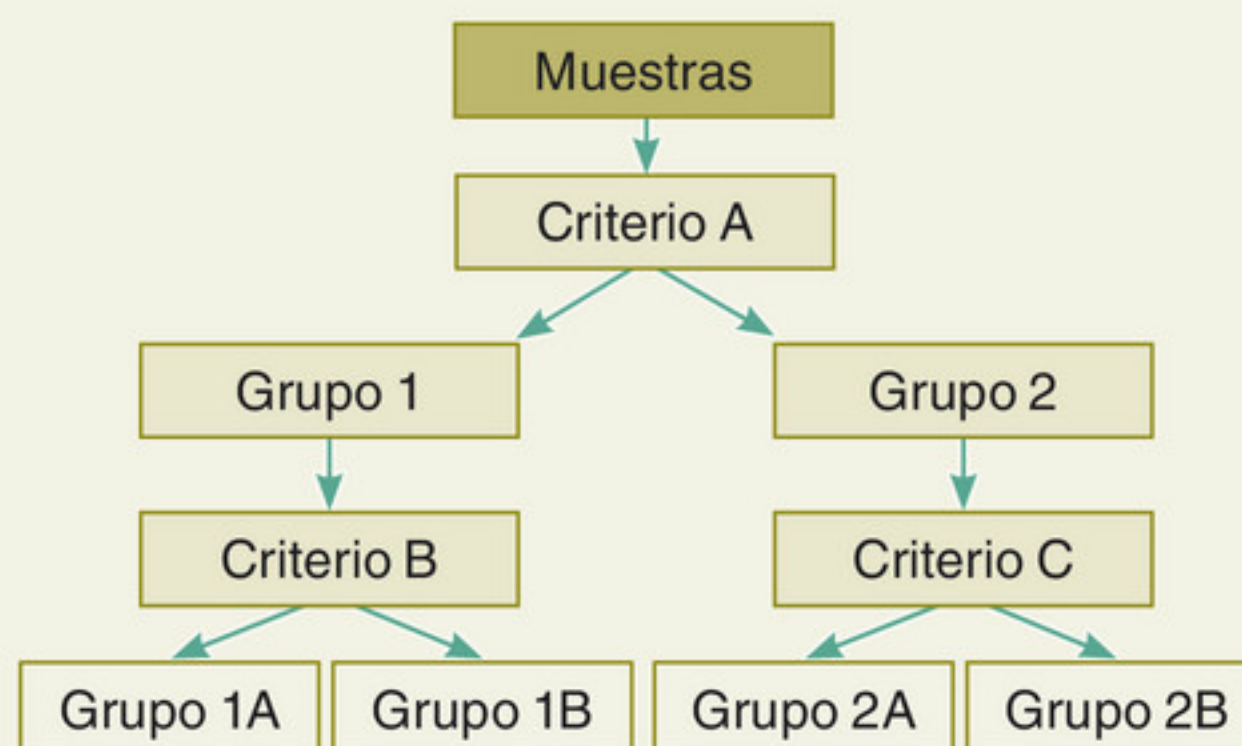 Muestras
Criterio A
Grupo 1
Grupo 2
Criterio B
Criterio C
Grupo 1A
Grupo 1B
Grupo 2A
Grupo 2B